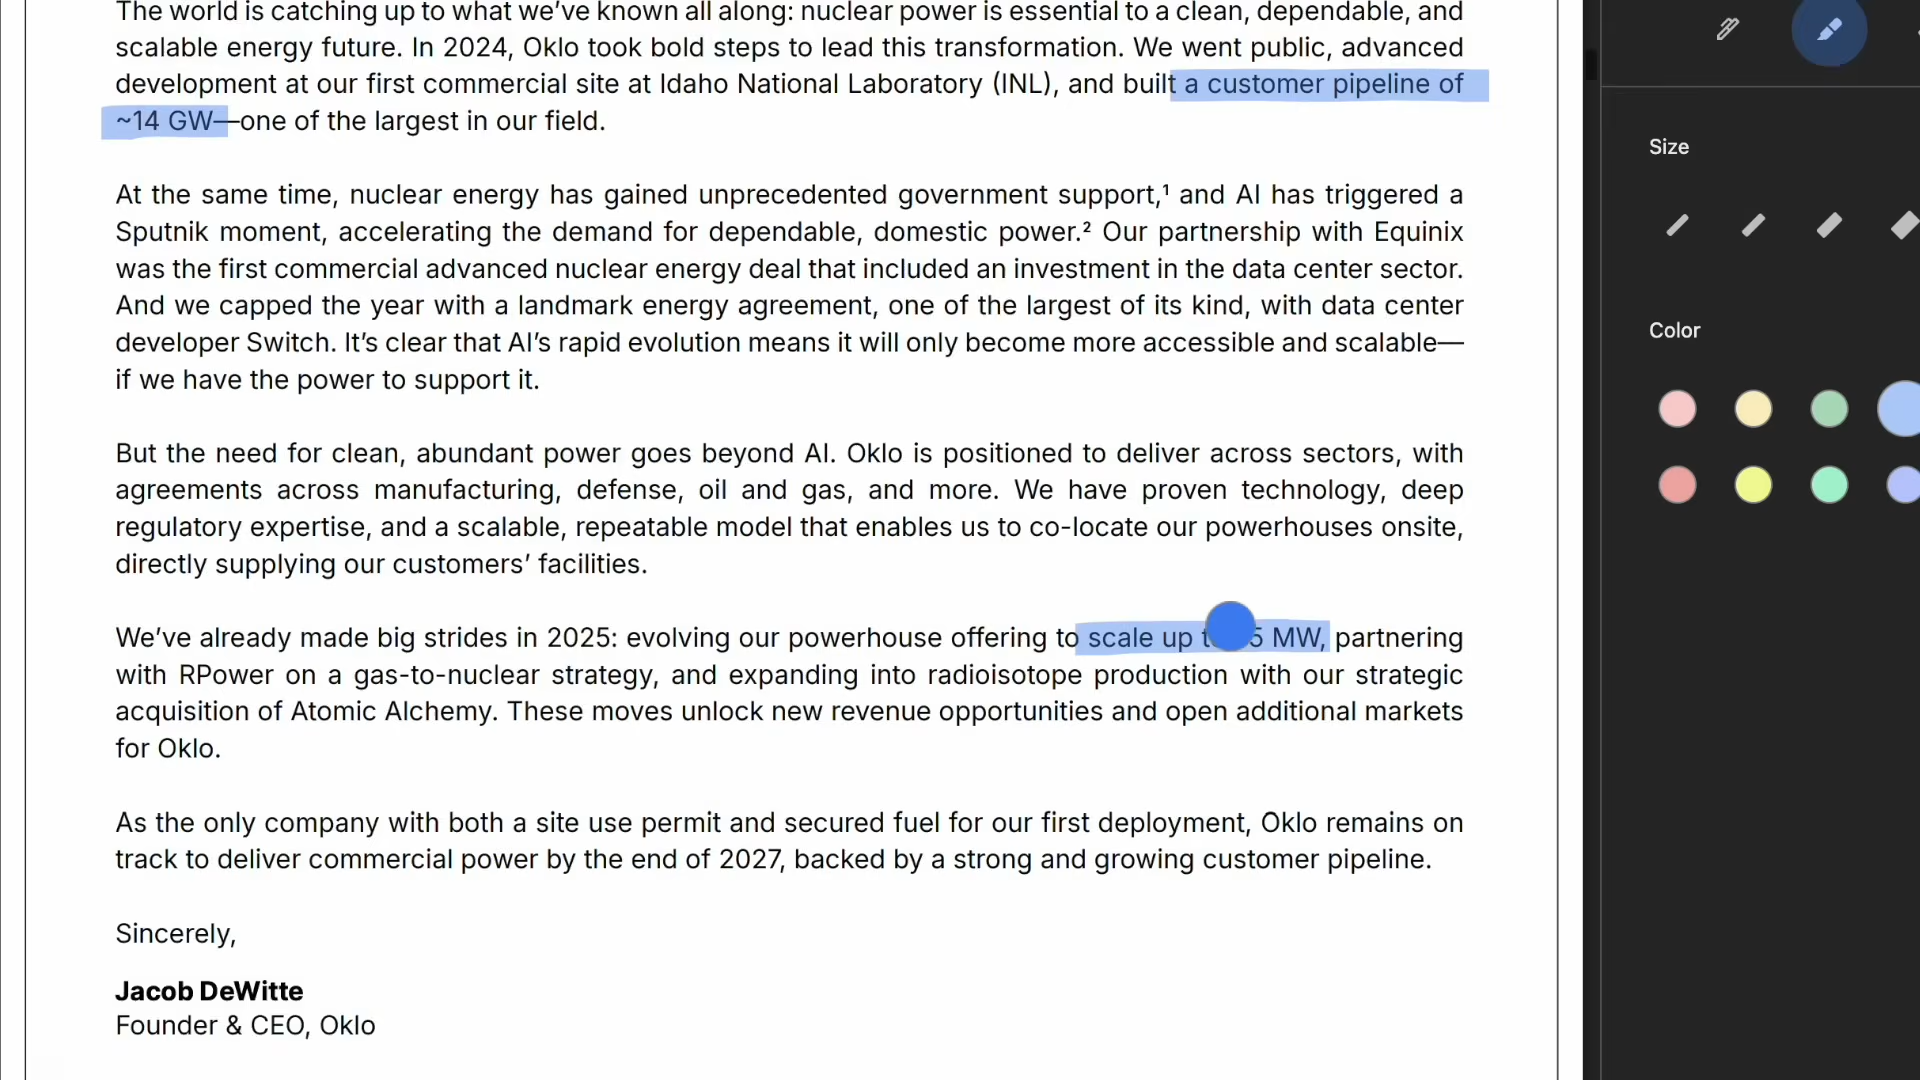 The world is catching up to what we’ve known all along: nuclear power is essential to a clean, dependable, and
scalable energy future. In 2024, Oklo took bold steps to lead this transformation. We went public, advanced
development at our first commercial site at Idaho National Laboratory (INL), and built a customer pipeline of
~14 GW—one of the largest in our field.
At the same time, nuclear energy has gained unprecedented government support,¹ and AI has triggered a
Sputnik moment, accelerating the demand for dependable, domestic power.² Our partnership with Equinix
was the first commercial advanced nuclear energy deal that included an investment in the data center sector.
And we capped the year with a landmark energy agreement, one of the largest of its kind, with data center
developer Switch. It’s clear that AI’s rapid evolution means it will only become more accessible and scalable—
if we have the power to support it.
But the need for clean, abundant power goes beyond AI. Oklo is positioned to deliver across sectors, with
agreements across manufacturing, defense, oil and gas, and more. We have proven technology, deep
regulatory expertise, and a scalable, repeatable model that enables us to co-locate our powerhouses onsite,
directly supplying our customers’ facilities.
We’ve already made big strides in 2025: evolving our powerhouse offering to scale up MW, partnering
with RPower on a gas-to-nuclear strategy, and expanding into radioisotope production with our strategic
acquisition of Atomic Alchemy. These moves unlock new revenue opportunities and open additional markets
for Oklo.
As the only company with both a site use permit and secured fuel for our first deployment, Oklo remains on
track to deliver commercial power by the end of 2027, backed by a strong and growing customer pipeline.
Sincerely,
Jacob DeWitte
Founder & CEO, Oklo
Size
Color